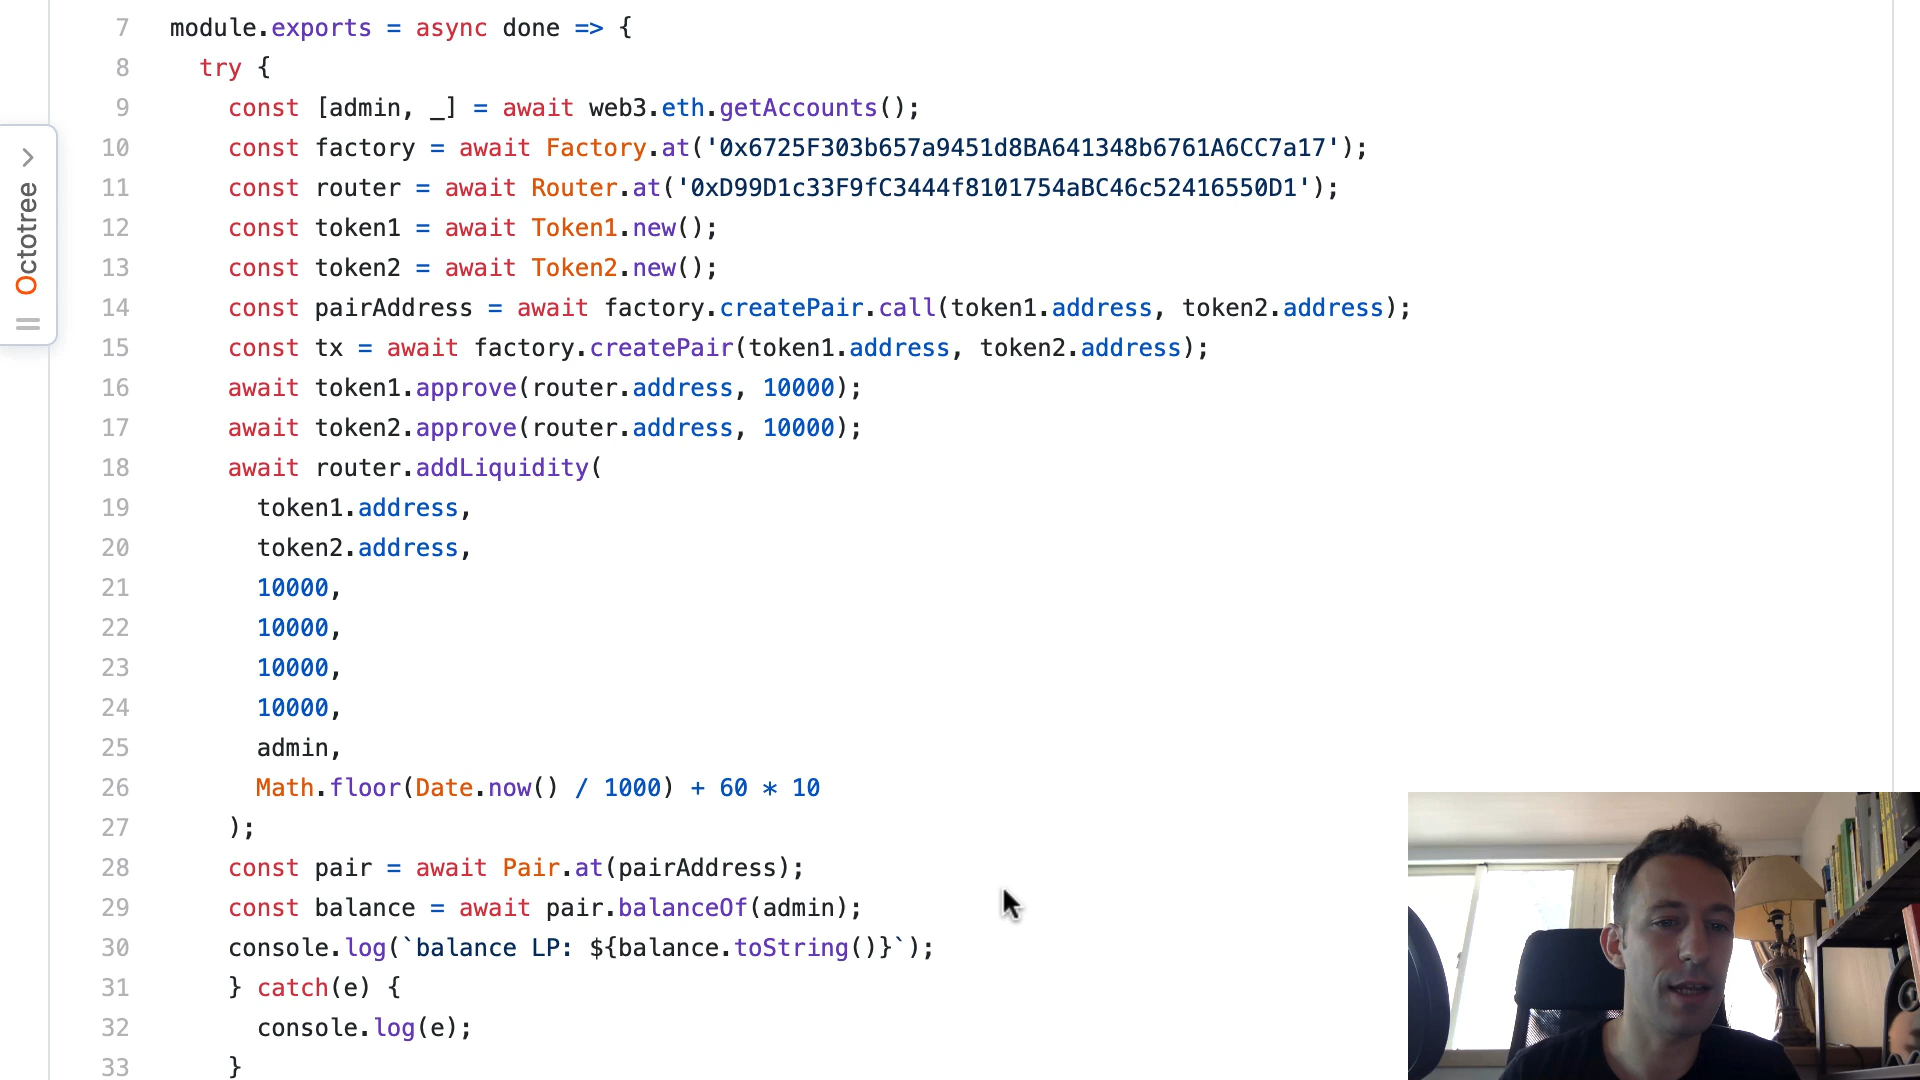 7 module.exports = async done => {
8 try {
9 const [admin, _] = await web3.eth.getAccounts();
10 const factory = await Factory.at('0x6725F303b657a9451d8BA641348b6761A6CC7a17');
11 const router = await Router.at('0xD99D1c33F9fC3444f8101754aBC46c52416550D1');
12 const token1 = await Token1.new();
13 const token2 = await Token2.new();
14 const pairAddress = await factory.createPair.call(token1.address, token2.address);
15 const tx = await factory.createPair(token1.address, token2.address);
16 await token1.approve(router.address, 10000);
17 await token2.approve(router.address, 10000);
18 await router.addLiquidity(
19 token1.address,
20 token2.address,
21 10000,
22 10000,
23 10000,
24 10000,
25 admin,
26 Math.floor(Date.now() / 1000) + 60 * 10
27 );
28 const pair = await Pair.at(pairAddress);
29 const balance = await pair.balanceOf(admin);
30 console.log(`balance LP: ${balance.toString()}`);
31 } catch(e) {
32 console.log(e);
33 }
Octotree